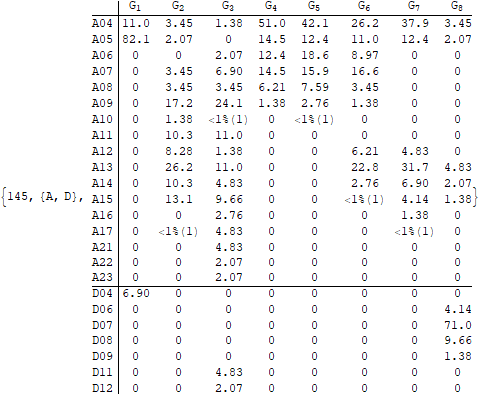 G1 G2 G3 G4 G5 G6 G7 G8
A04 11.0 3.45 1.38 51.0 42.1 26.2 37.9 3.45
A05 82.1 2.07 0 14.5 12.4 11.0 12.4 2.07
A06 0 0 2.07 12.4 18.6 8.97 0 0
A07 0 3.45 6.90 14.5 15.9 16.6 0 0
A08 0 3.45 3.45 6.21 7.59 3.45 0 0
A09 0 17.2 24.1 1.38 2.76 1.38 0 0
A10 0 1.38 <1%(1) 0 <1%(1) 0 0 0
A11 0 10.3 11.0 0 0 0 0 0
A12 0 8.28 1.38 0 0 6.21 4.83 0
A13 0 26.2 11.0 0 0 22.8 31.7 4.83
A14 0 10.3 4.83 0 0 2.76 6.90 2.07
{145, {A, D}, A15 0 13.1 9.66 0 0 <1%(1) 4.14 1.38}
A16 0 0 2.76 0 0 0 1.38 0
A17 0 <1%(1) 4.83 0 0 0 <1%(1) 0
A21 0 0 4.83 0 0 0 0 0
A22 0 0 2.07 0 0 0 0 0
A23 0 0 2.07 0 0 0 0 0
D04 6.90 0 0 0 0 0 0 0
D06 0 0 0 0 0 0 0 4.14
D07 0 0 0 0 0 0 0 71.0
D08 0 0 0 0 0 0 0 9.66
D09 0 0 0 0 0 0 0 1.38
D11 0 0 4.83 0 0 0 0 0
D12 0 0 2.07 0 0 0 0 0